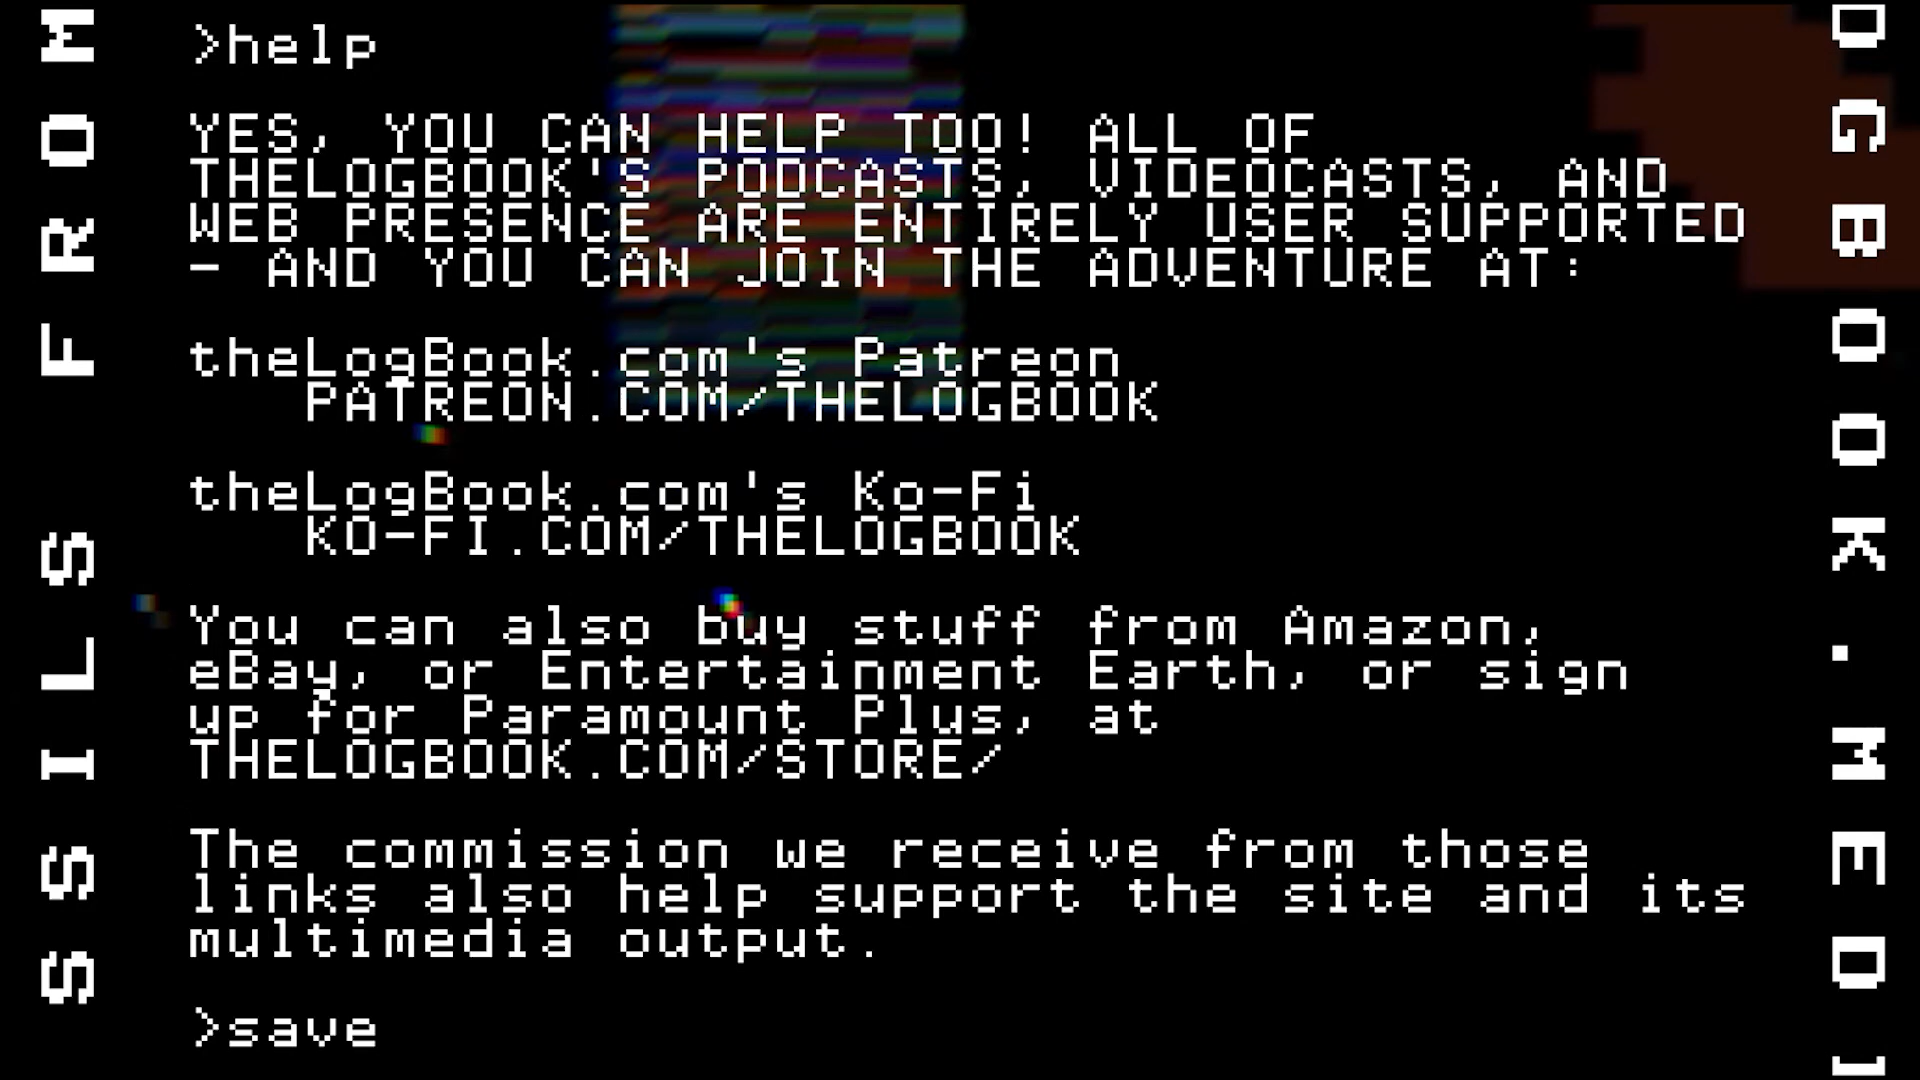 SSILS FROM
>help
YES, YOU CAN HELP TOO! ALL OF
THELOGBOOK'S PODCASTS, VIDEOCASTS, AND
WEB PRESENCE ARE ENTIRELY USER SUPPORTED
- AND YOU CAN JOIN THE ADVENTURE AT:
theLogBook.com's Patreon
PATREON.COM/THELOGBOOK
theLogBook.com's Ko-Fi
KO-FI.COM/THELOGBOOK
You can also buy stuff from Amazon,
eBay, or Entertainment Earth, or sign
up for Paramount Plus, at
THELOGBOOK.COM/STORE/
The commission we receive from those
links also help support the site and its
multimedia output.
>save
OGBOOK.MEDI